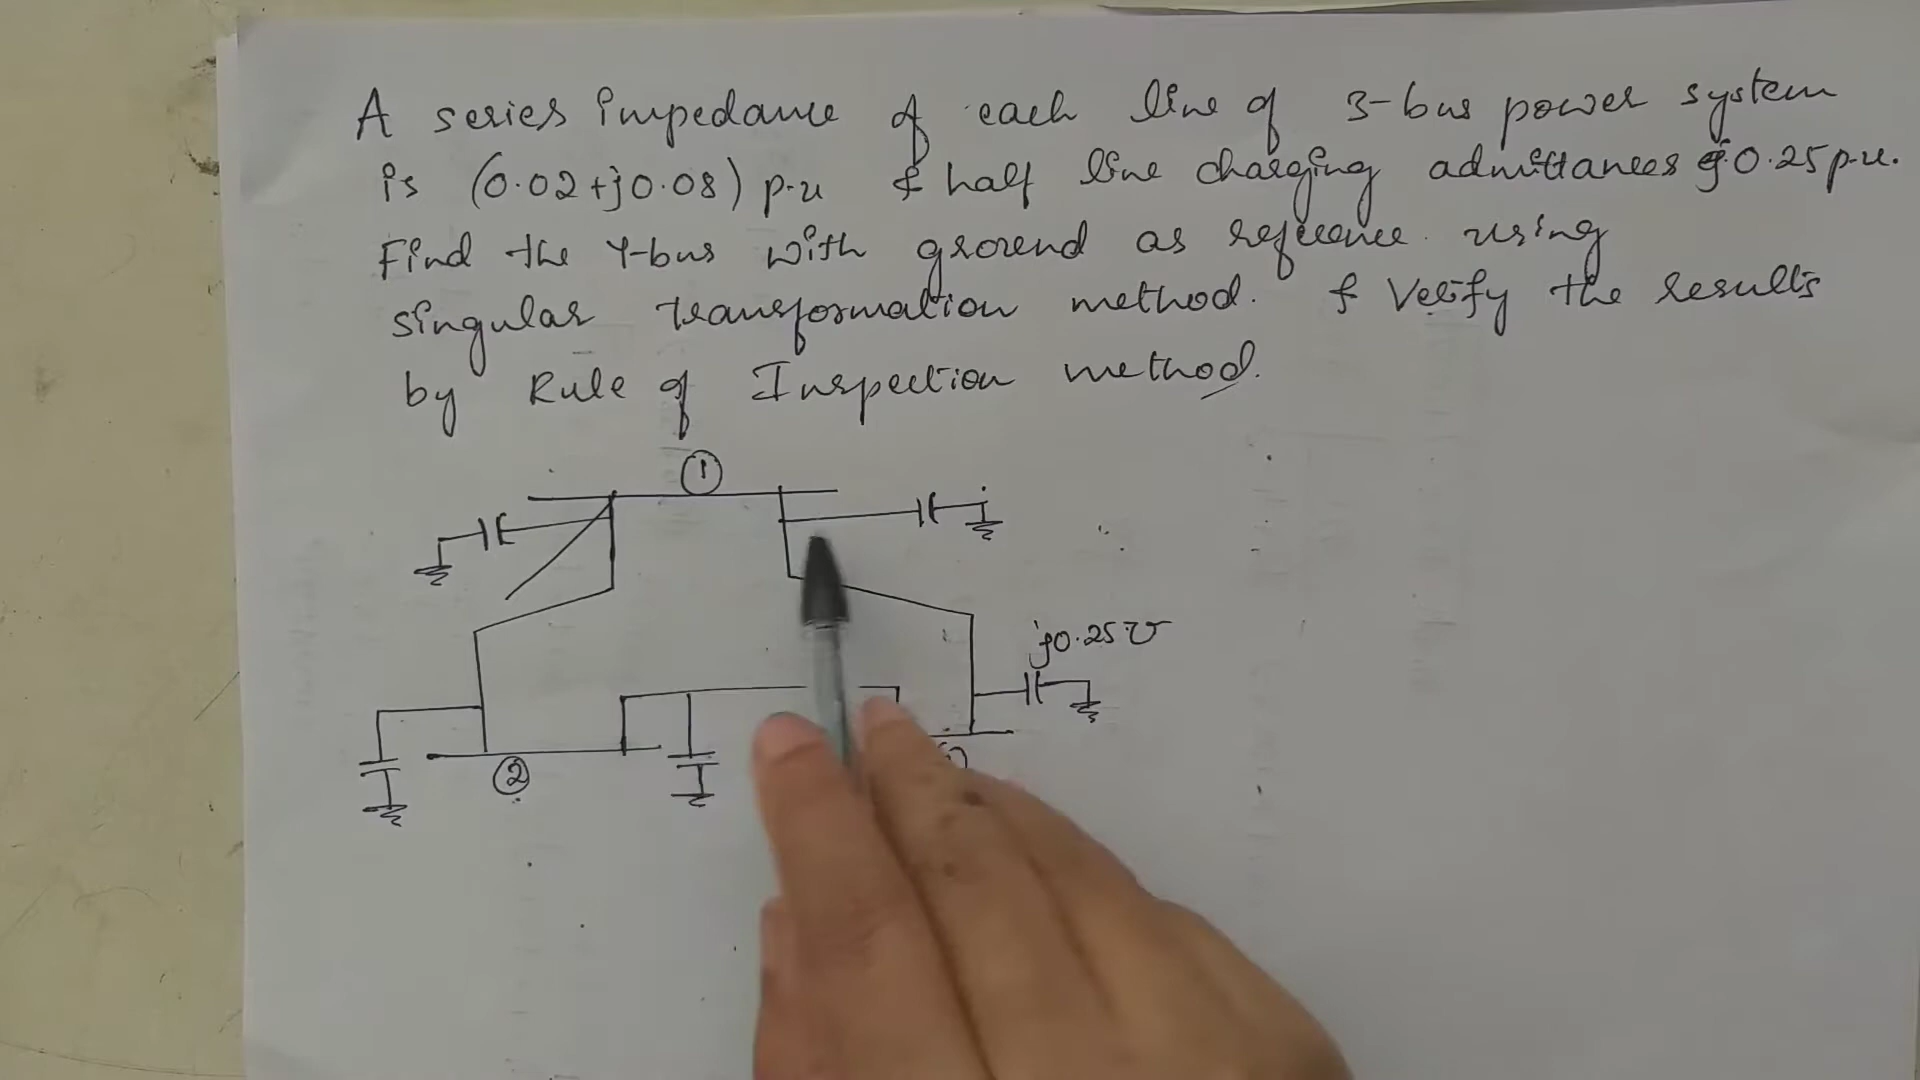 A series impedance of each line of 3-bus power system
is (0.02+j0.08) p.u & half line charging admittances j0.25p.u.
Find the Y-bus with ground as reference using
singular transformation method. & Verify the results
by Rule of Inspection method.
1
j0.25℧
2